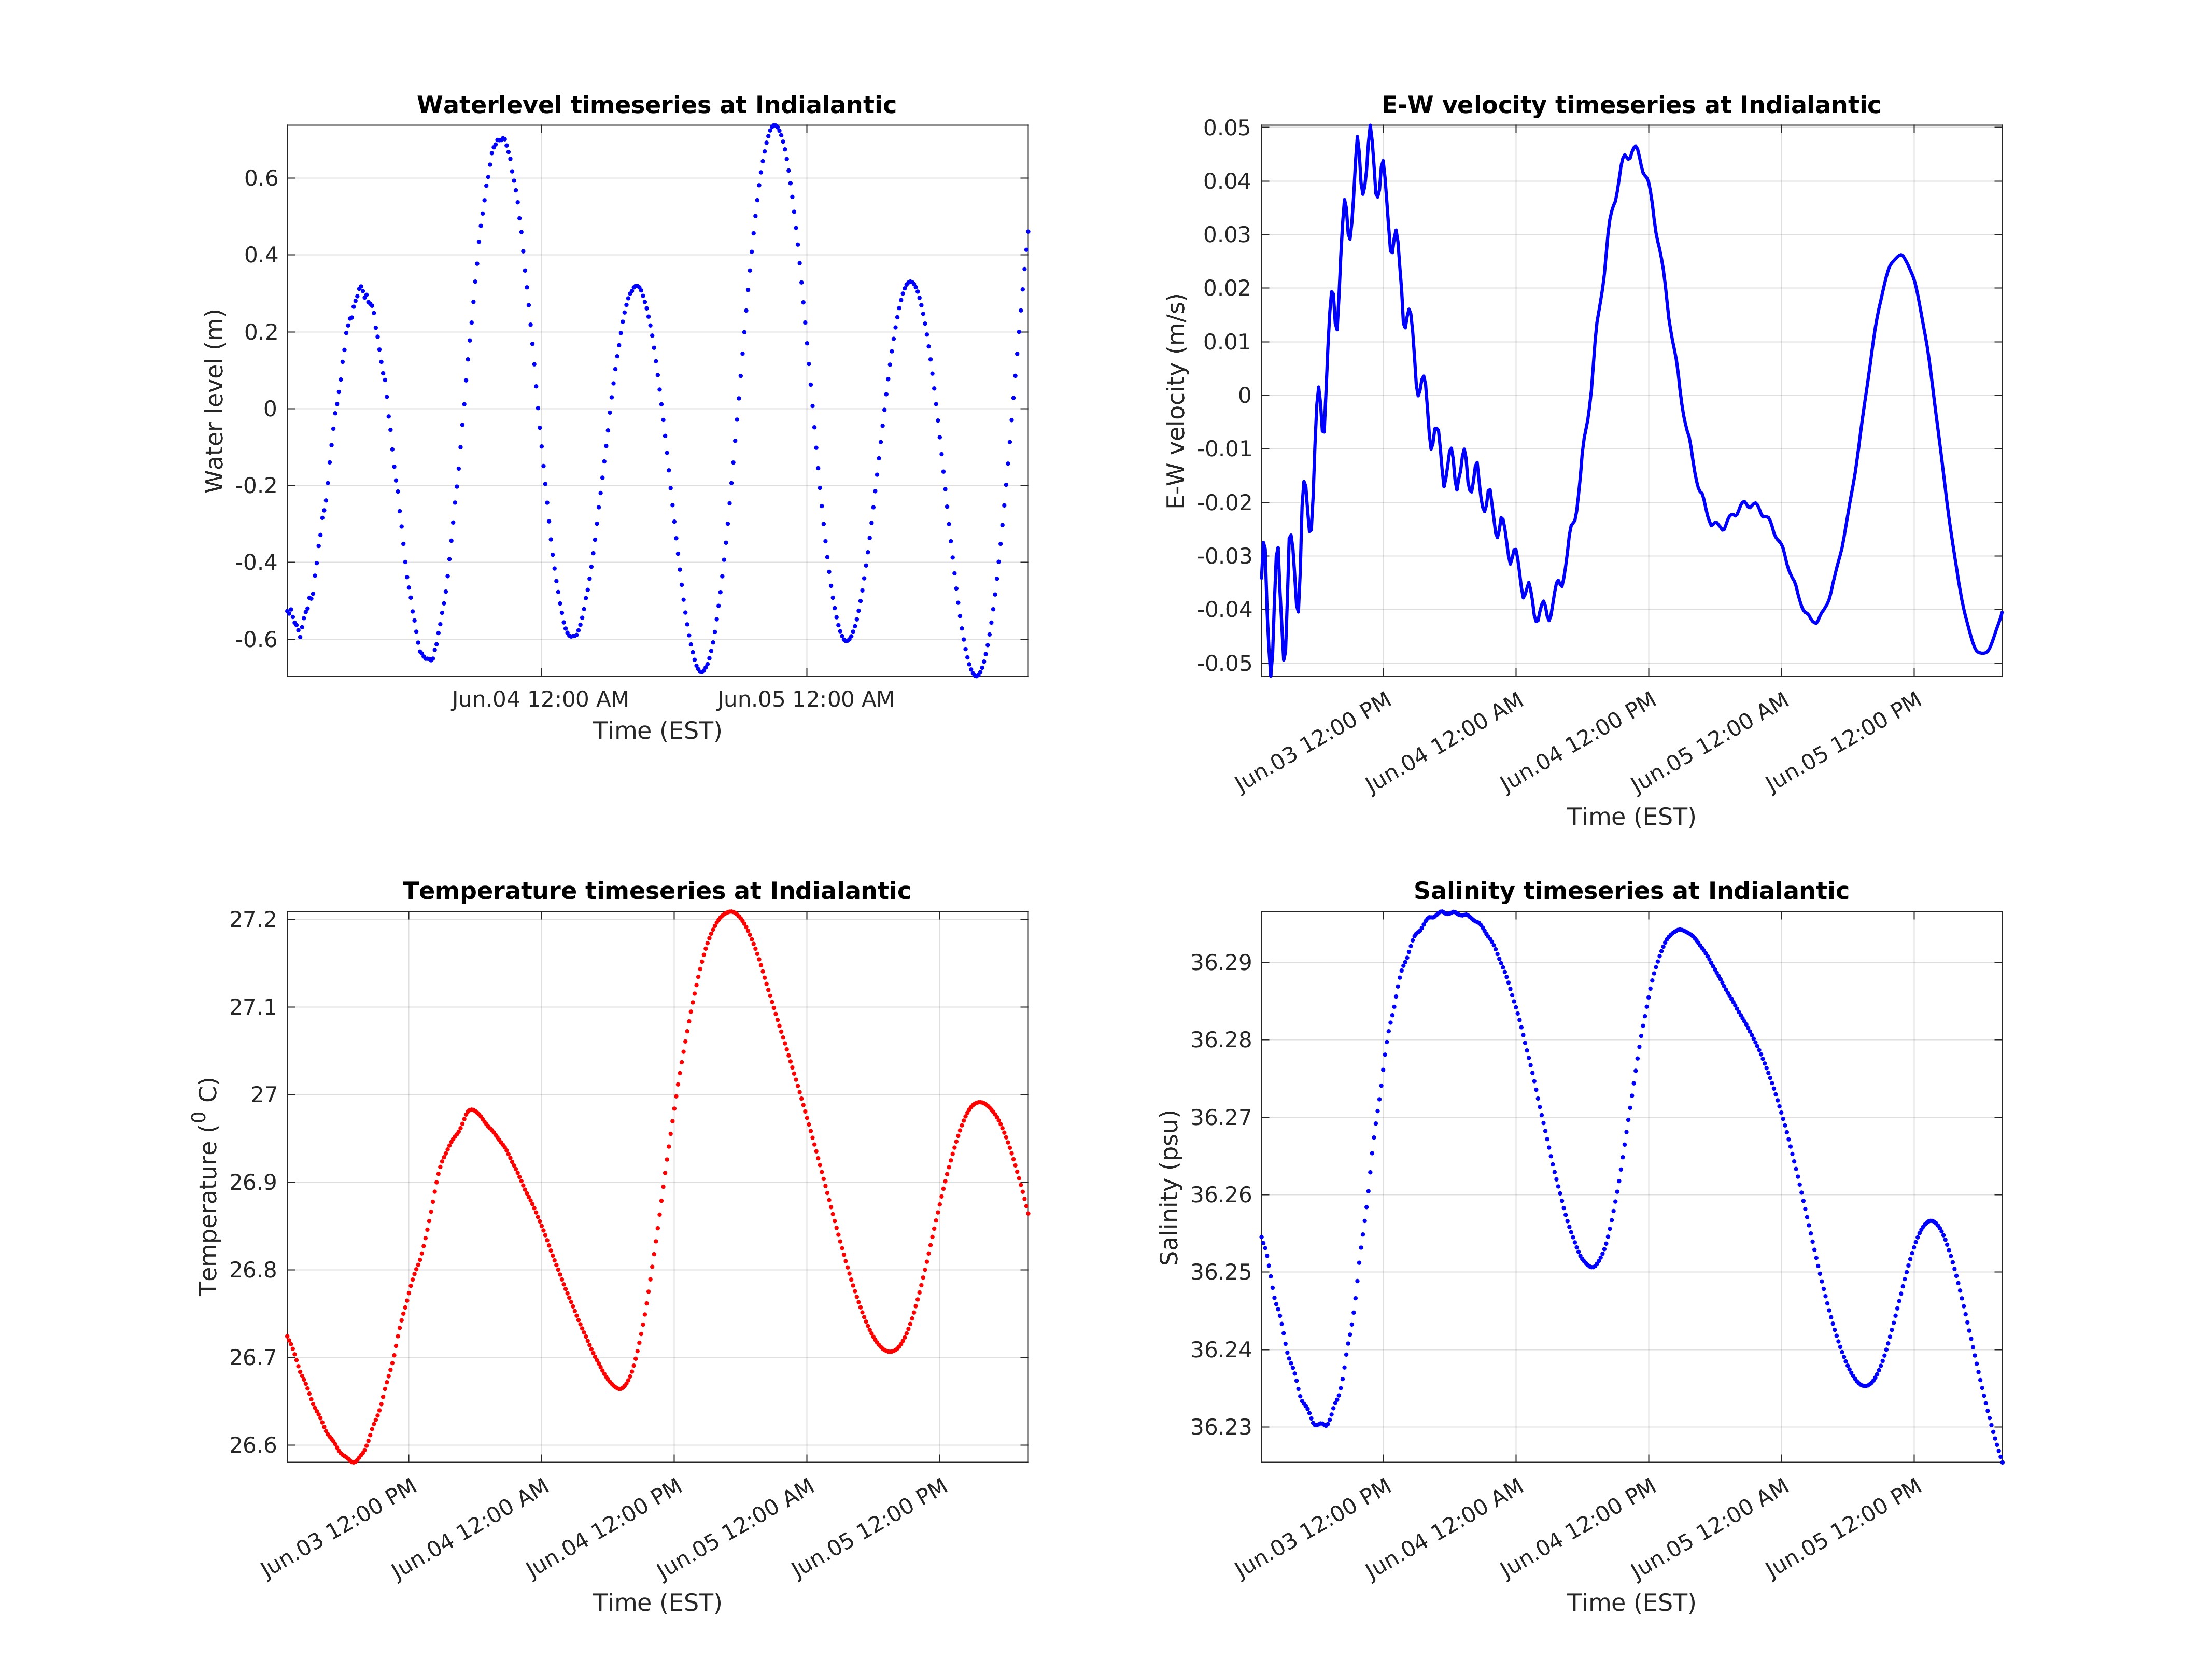 Waterlevel timeseries at Indialantic
0.6
0.4
0.2
0
-0.2
-0.4
-0.6
Water level (m)
Jun.04 12:00 AM
Jun.05 12:00 AM
Time (EST)
E-W velocity timeseries at Indialantic
0.05
0.04
0.03
0.02
0.01
0
-0.01
-0.02
-0.03
-0.04
-0.05
E-W velocity (m/s)
Jun.03 12:00 PM
Jun.04 12:00 AM
Jun.04 12:00 PM
Jun.05 12:00 AM
Jun.05 12:00 PM
Time (EST)
Temperature timeseries at Indialantic
27.2
27.1
27
26.9
26.8
26.7
26.6
Temperature (⁰ C)
Jun.03 12:00 PM
Jun.04 12:00 AM
Jun.04 12:00 PM
Jun.05 12:00 AM
Jun.05 12:00 PM
Time (EST)
Salinity timeseries at Indialantic
36.29
36.28
36.27
36.26
36.25
36.24
36.23
Salinity (psu)
Jun.03 12:00 PM
Jun.04 12:00 AM
Jun.04 12:00 PM
Jun.05 12:00 AM
Jun.05 12:00 PM
Time (EST)